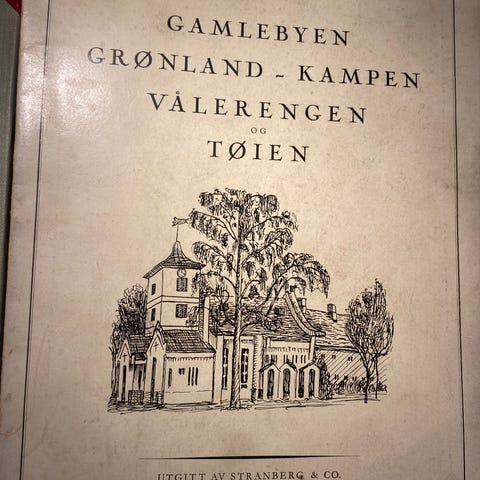 GAMLEBYEN
GRØNLAND - KAMPEN
VÅLERENGEN
OG
TØIEN
UTGITT AV STRANBERG & CO.